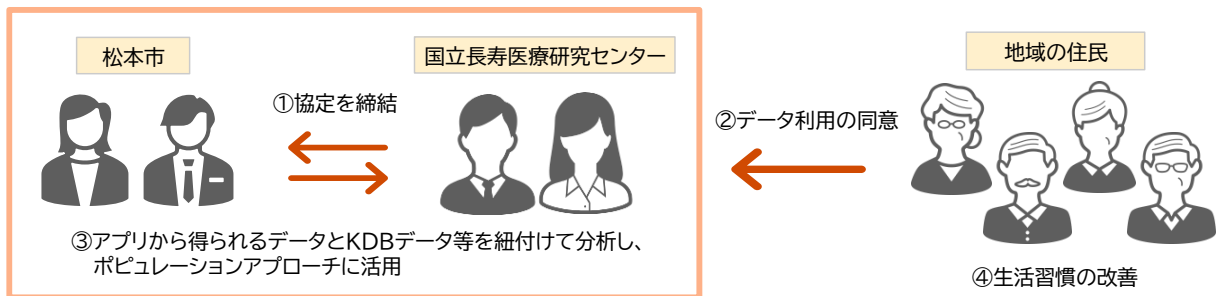 松本市
国立長寿医療研究センター
地域の住民
①協定を締結
②データ利用の同意
③アプリから得られるデータとKDBデータ等を紐付けて分析し、
ポピュレーションアプローチに活用
④生活習慣の改善